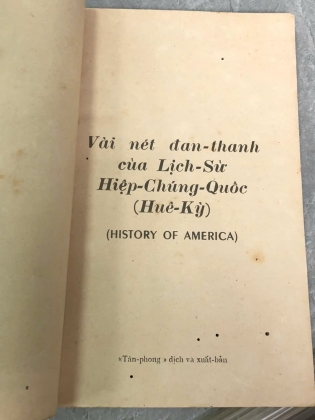 Vài nét đan-thanh
của Lịch-Sử
Hiệp-Chúng-Quốc
(Huê-Kỳ)
(HISTORY OF AMERICA)
«Tân-phong » dịch và xuất-bản